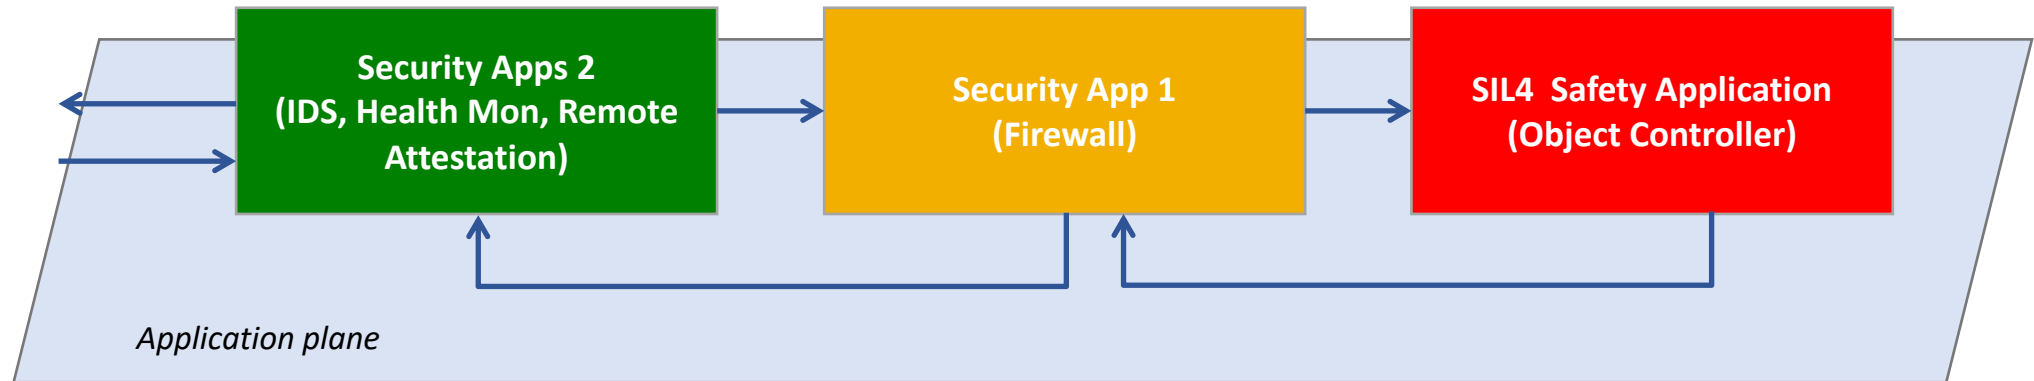 Security Apps 2
(IDS, Health Mon, Remote
Attestation)
Security App 1
(Firewall)
SIL4  Safety Application
(Object Controller)
Application plane